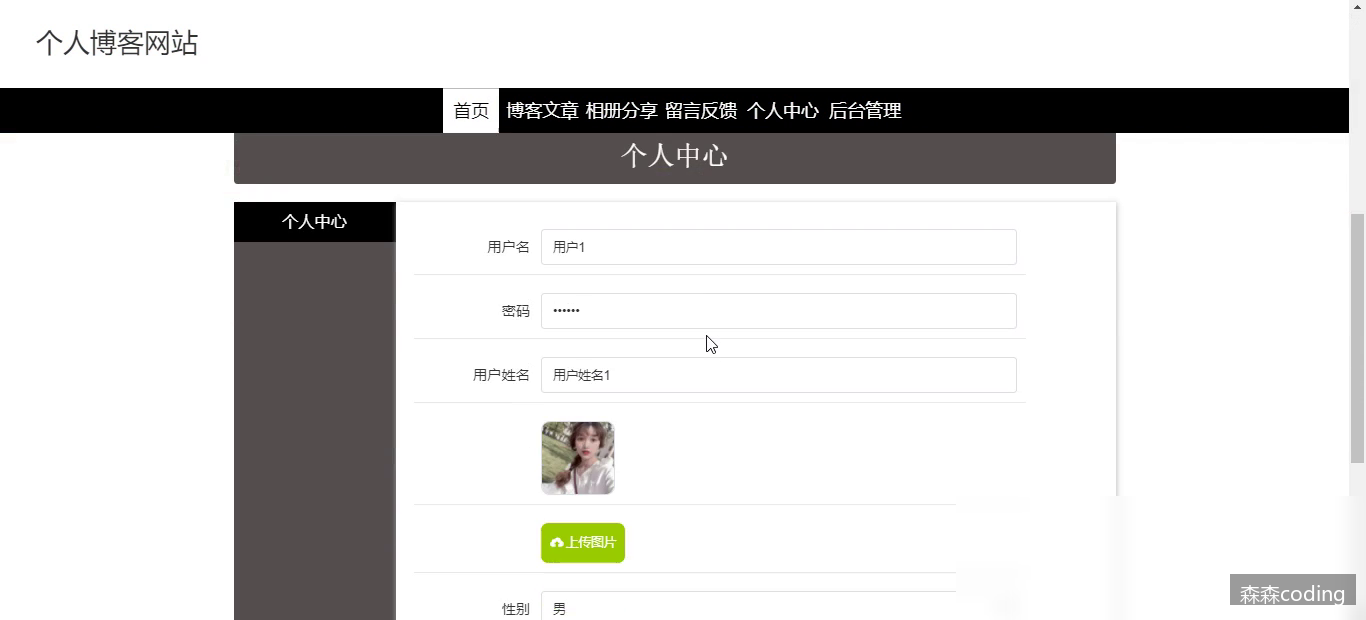 个人博客网站
首页 博客文章 相册分享 留言反馈 个人中心 后台管理
个人中心
个人中心
用户名 用户1
密码 ••••••
用户姓名 用户姓名1
上传图片
性别 男
森森coding